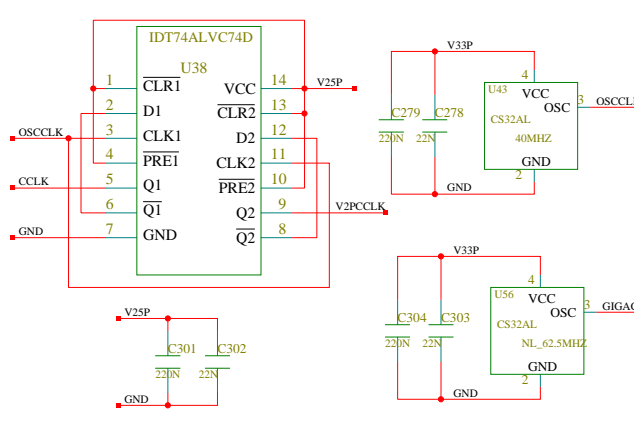 IDT74ALVC74D
U38
1 CLR1 VCC 14 V25P
2 D1 CLR2 13
OSCCLK 3 CLK1 D2 12
4 PRE1 CLK2 11
CCLK 5 Q1 PRE2 10
6 Q1 Q2 9 V2PCCLK
GND 7 GND Q2 8
V33P
4
U43 VCC
OSC 3 OSCCL
C279 C278
CS32AL
220N 22N 40MHZ
GND
2
GND
V33P
4
U56 VCC
OSC 3 GIGAC
C304 C303
CS32AL
220N 22N NL_62.5MHZ
GND
2
GND
V25P
C301 C302
220N 22N
GND